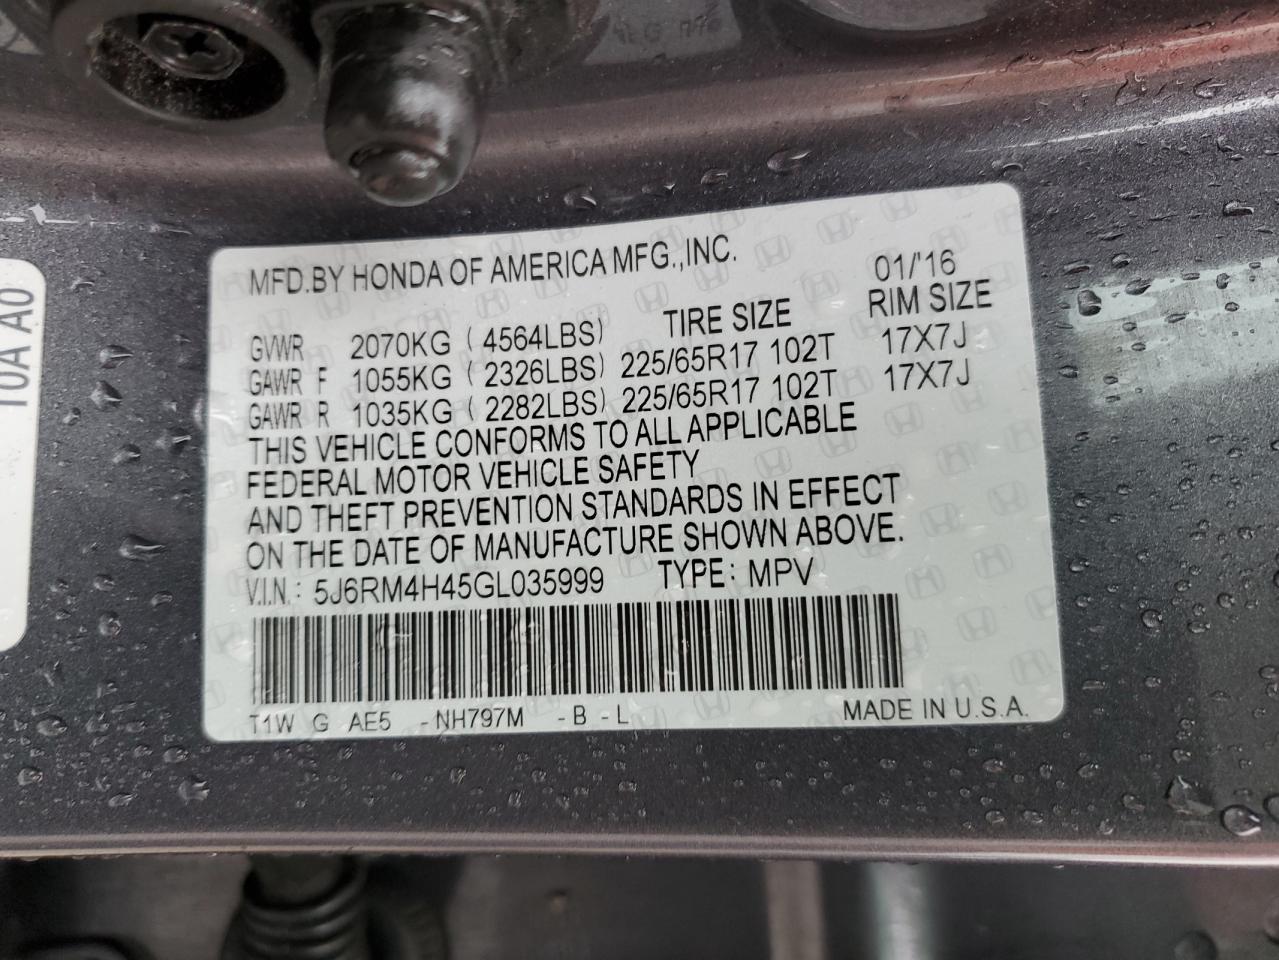 MFD.BY HONDA OF AMERICA MFG.,INC. 01/'16
TIRE SIZE RIM SIZE
GVWR 2070KG ( 4564LBS)
GAWR F 1055KG ( 2326LBS) 225/65R17 102T 17X7J
GAWR R 1035KG ( 2282LBS) 225/65R17 102T 17X7J
THIS VEHICLE CONFORMS TO ALL APPLICABLE
FEDERAL MOTOR VEHICLE SAFETY
AND THEFT PREVENTION STANDARDS IN EFFECT
ON THE DATE OF MANUFACTURE SHOWN ABOVE.
V.I.N.: 5J6RM4H45GL035999 TYPE: MPV
T1W G AE5 -NH797M -B -L MADE IN U.S.A.
10A A0